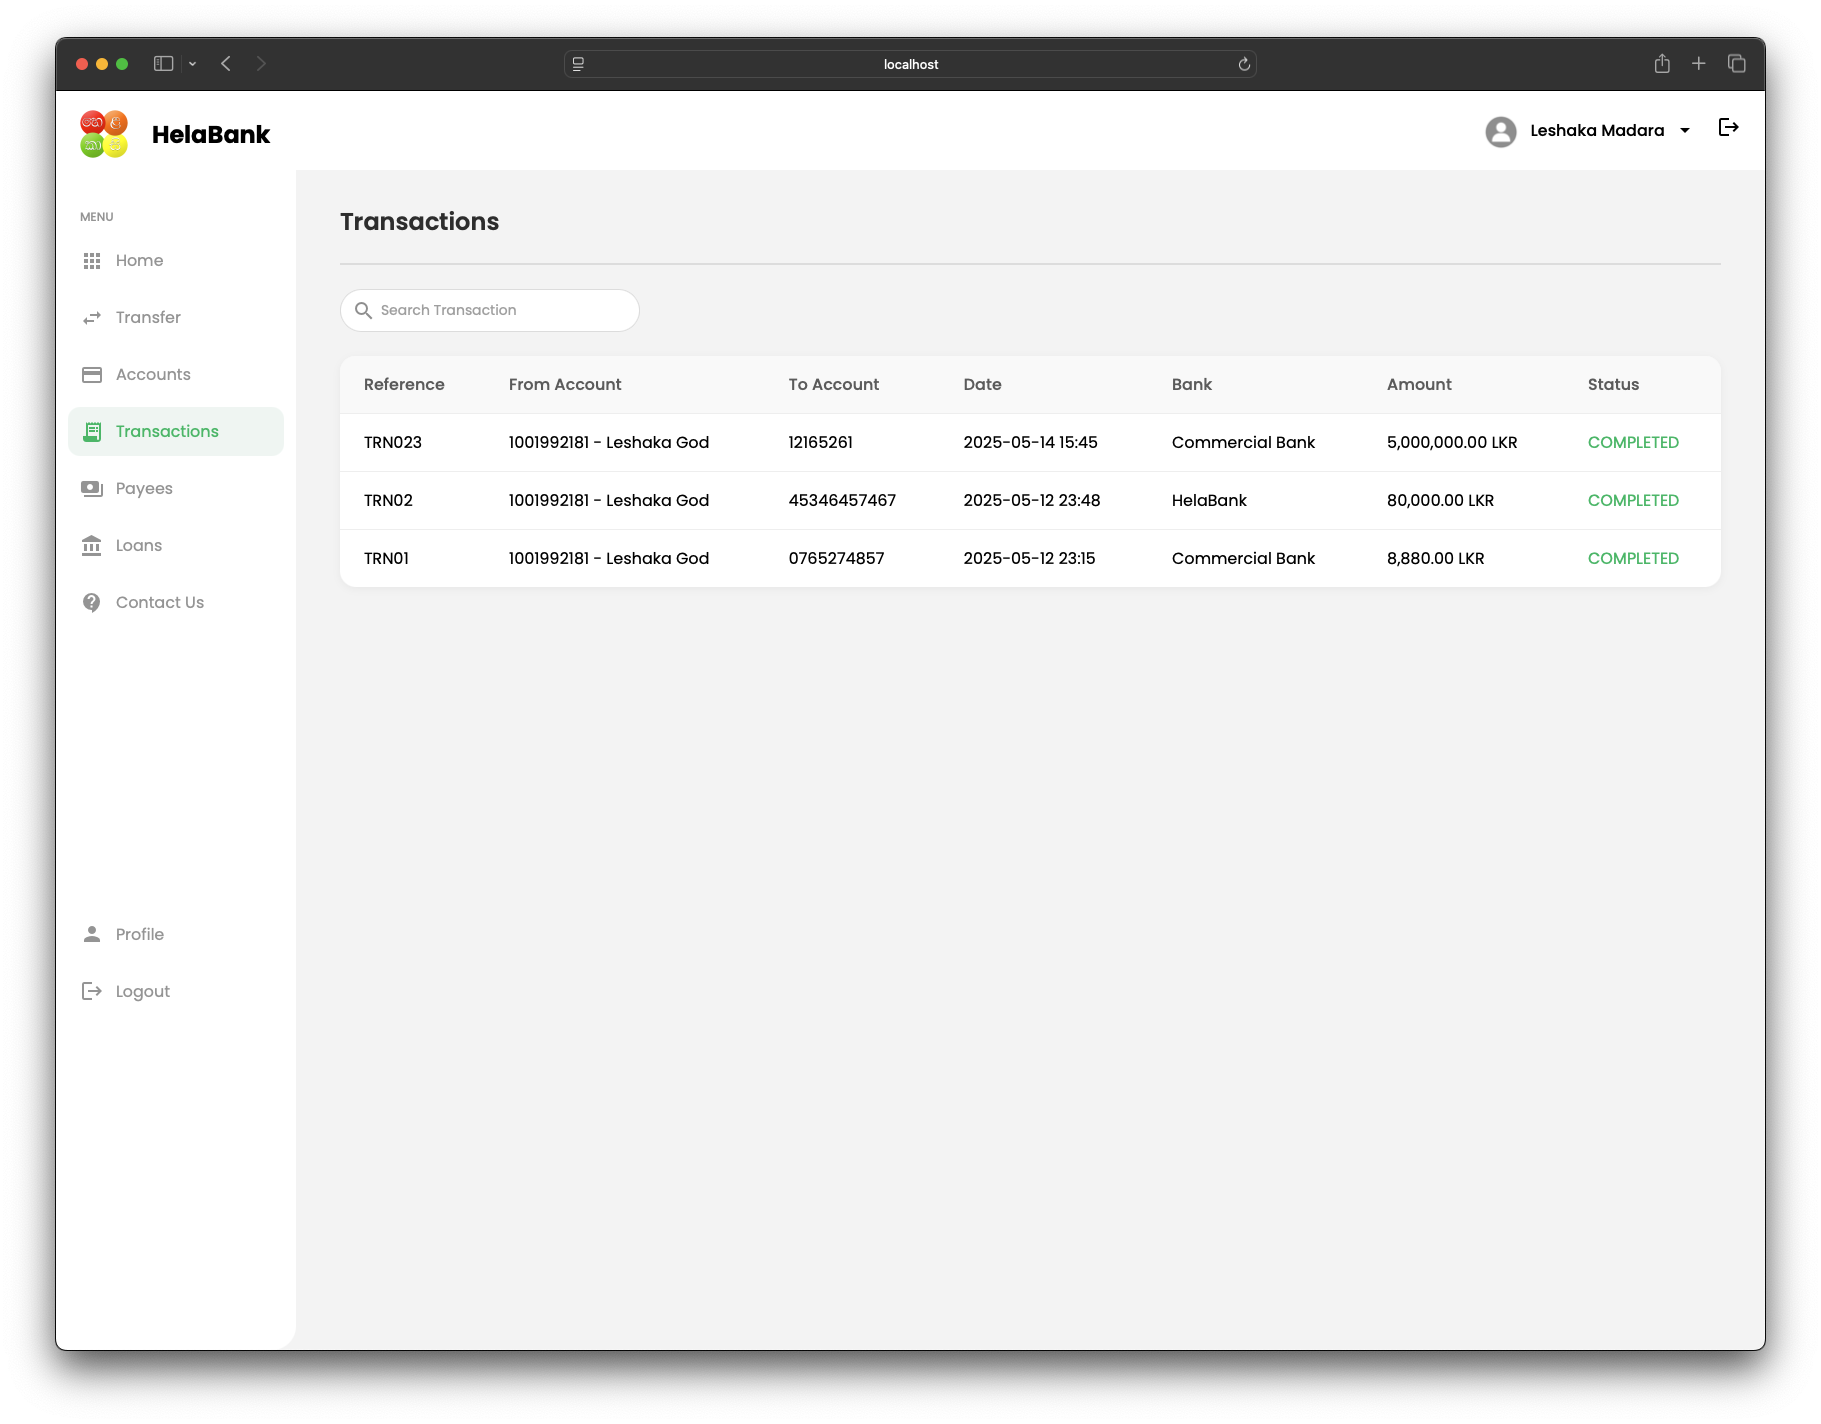 localhost
හෙ ළ
කා සි
HelaBank
Leshaka Madara
MENU
Home
Transfer
Accounts
Transactions
Payees
Loans
Contact Us
Profile
Logout
Transactions
Search Transaction
Reference From Account To Account Date Bank Amount Status
TRN023 1001992181 - Leshaka God 12165261 2025-05-14 15:45 Commercial Bank 5,000,000.00 LKR COMPLETED
TRN02 1001992181 - Leshaka God 45346457467 2025-05-12 23:48 HelaBank 80,000.00 LKR COMPLETED
TRN01 1001992181 - Leshaka God 0765274857 2025-05-12 23:15 Commercial Bank 8,880.00 LKR COMPLETED